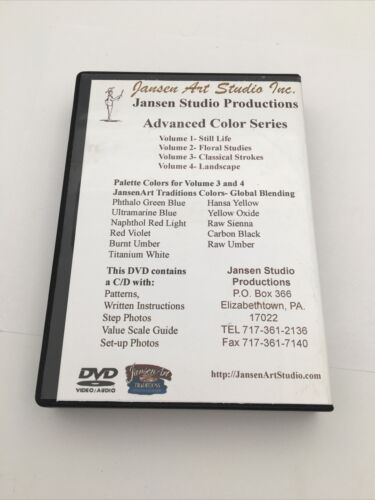 Jansen Art Studio Inc.
Jansen Studio Productions
Advanced Color Series
Volume 1- Still Life
Volume 2- Floral Studies
Volume 3- Classical Strokes
Volume 4- Landscape
Palette Colors for Volume 3 and 4
JansenArt Traditions Colors- Global Blending
Phthalo Green Blue
Ultramarine Blue
Naphthol Red Light
Red Violet
Burnt Umber
Titanium White
Hansa Yellow
Yellow Oxide
Raw Sienna
Carbon Black
Raw Umber
This DVD contains
a C/D with:
Patterns,
Written Instructions
Step Photos
Value Scale Guide
Set-up Photos
Jansen Studio
Productions
P.O. Box 366
Elizabethtown, PA.
17022
TEL 717-361-2136
Fax 717-361-7140
DVD
VIDEO/AUDIO
Jansen Art
TRADITIONS
http://JansenArtStudio.com